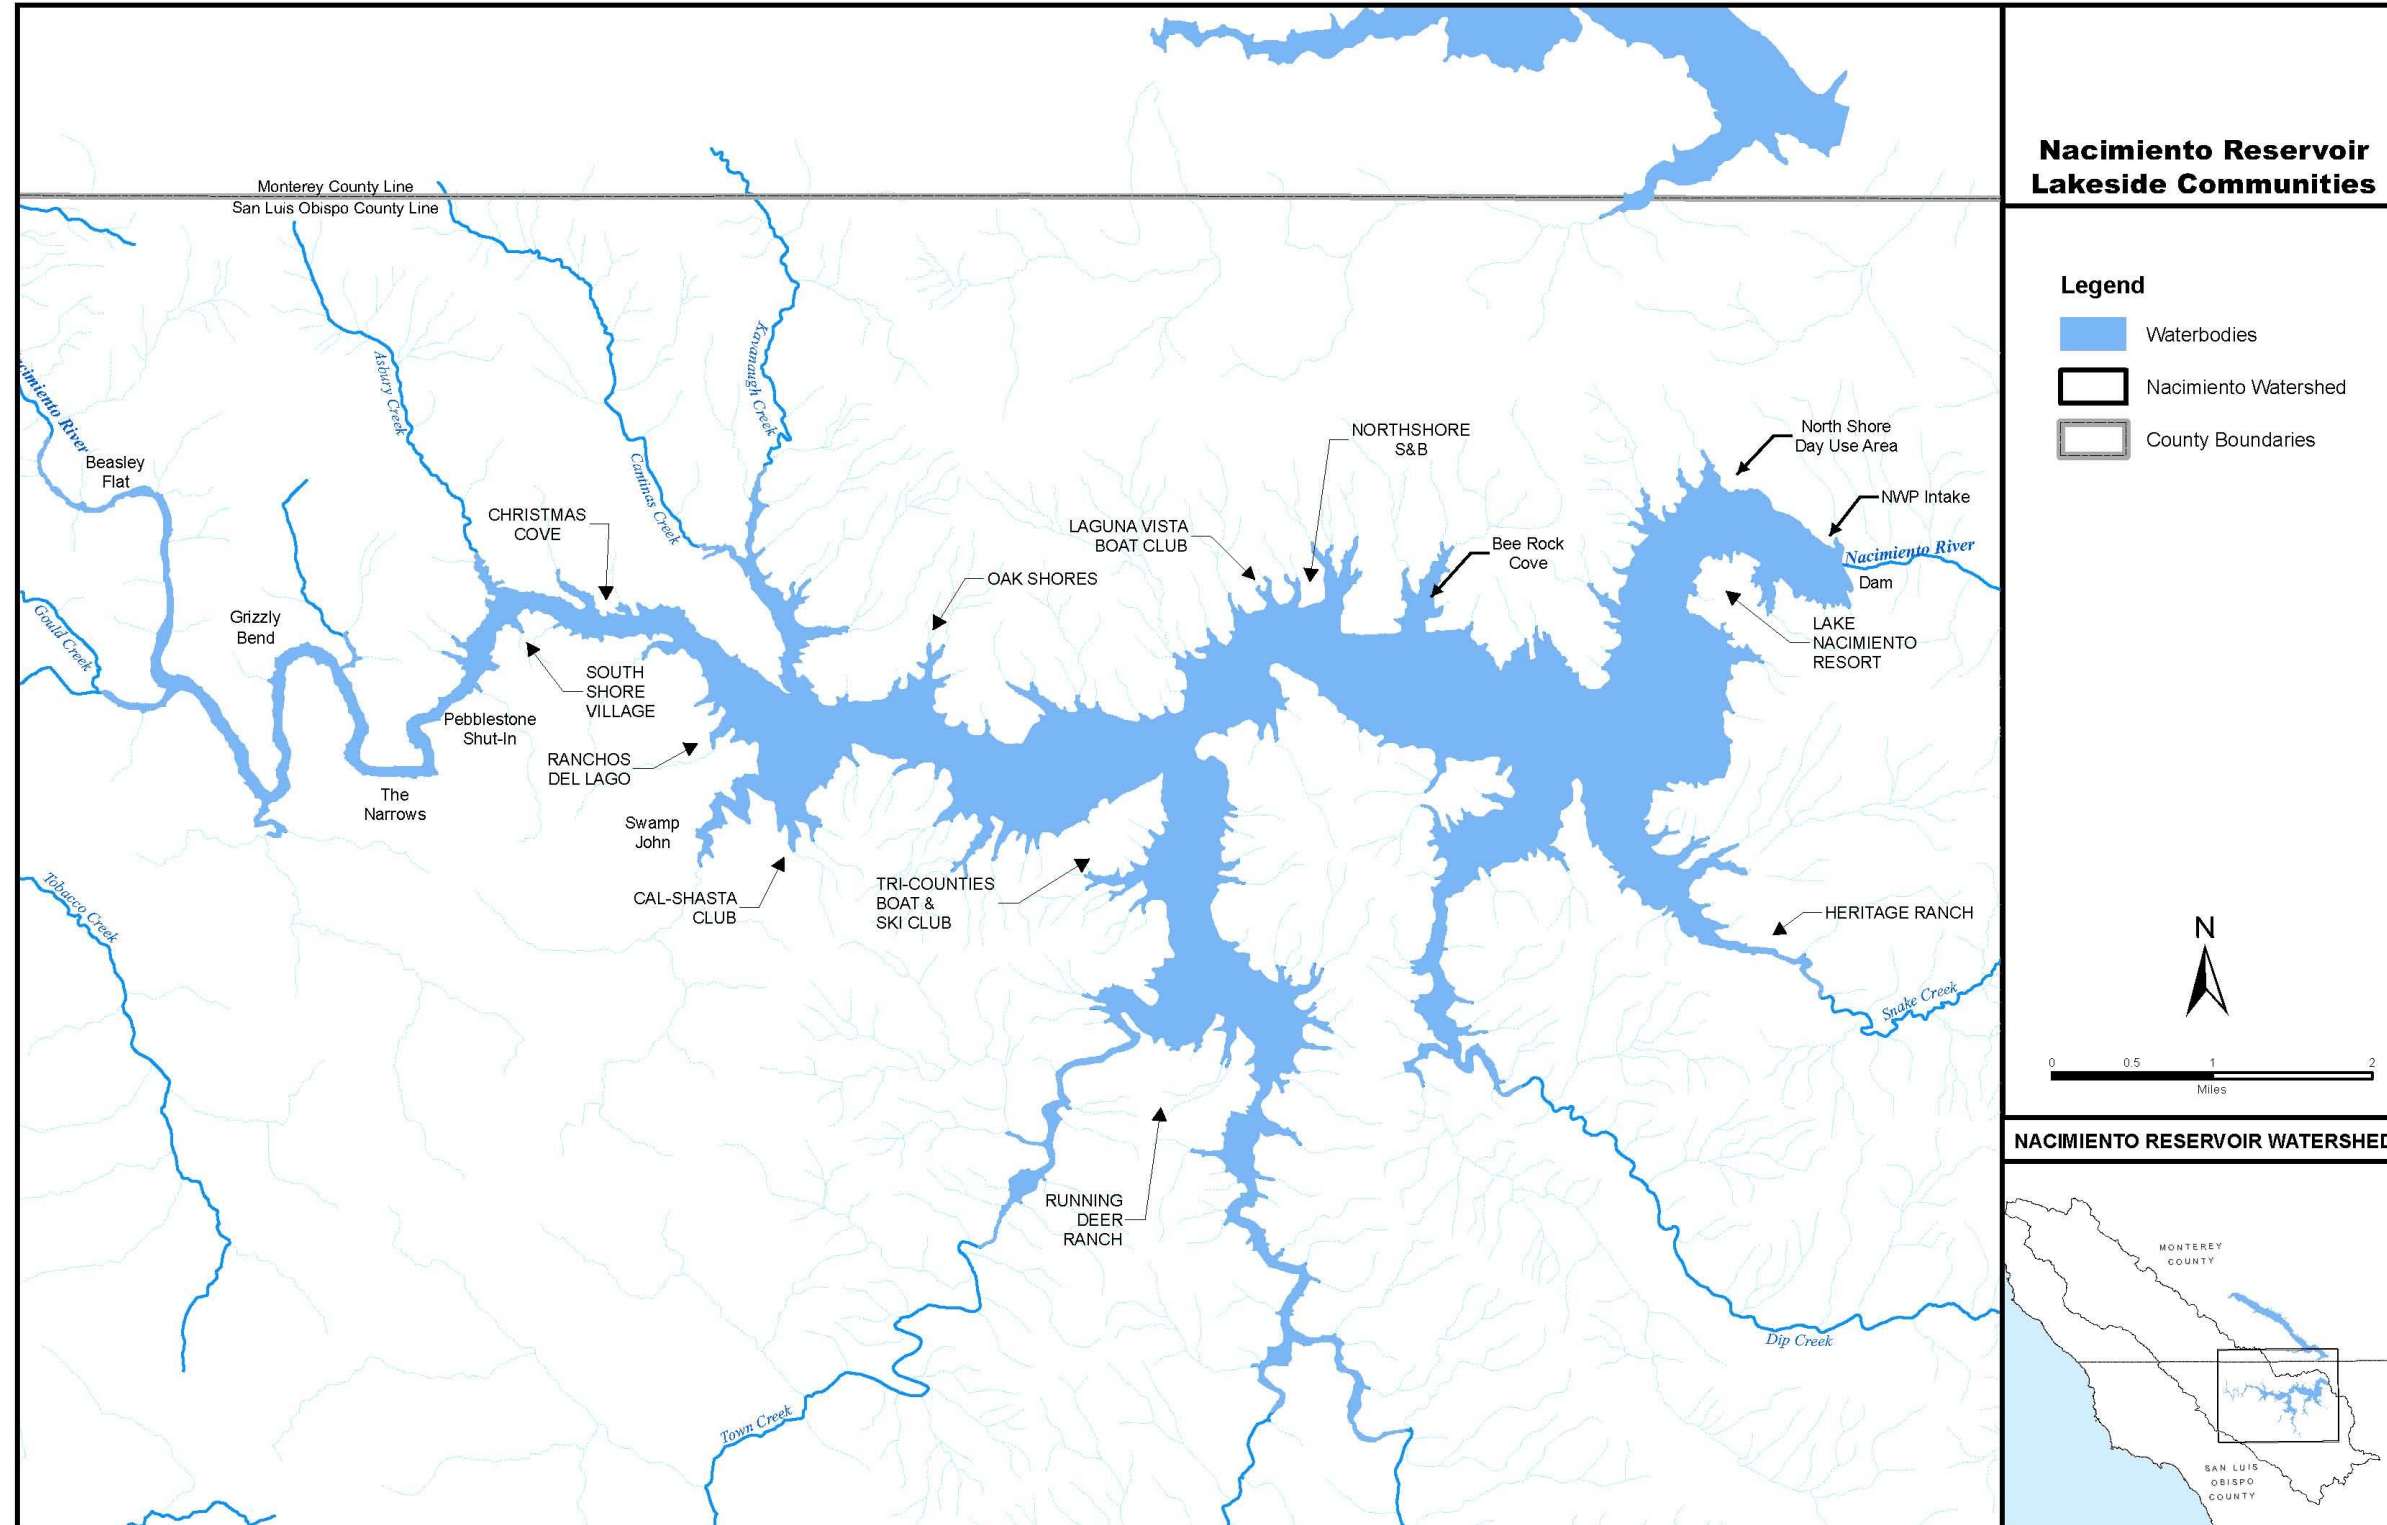 Monterey County Line
San Luis Obispo County Line
Nacimiento Reservoir
Lakeside Communities
Legend
Waterbodies
Nacimiento Watershed
County Boundaries
Asbury Creek
Kavanaugh Creek
Cantinas Creek
cimiento River
Beasley
Flat
NORTHSHORE
S&B
North Shore
Day Use Area
NWP Intake
Nacimiento River
Dam
CHRISTMAS
COVE
LAGUNA VISTA
BOAT CLUB
Bee Rock
Cove
OAK SHORES
Gould Creek
Grizzly
Bend
LAKE
NACIMIENTO
RESORT
SOUTH
SHORE
VILLAGE
Pebblestone
Shut-In
RANCHOS
DEL LAGO
The
Narrows
Swamp
John
CAL-SHASTA
CLUB
TRI-COUNTIES
BOAT &
SKI CLUB
Tobacco Creek
HERITAGE RANCH
Snake Creek
RUNNING
DEER
RANCH
Dip Creek
Town Creek
N
0 0.5 1 2
Miles
NACIMIENTO RESERVOIR WATERSHED
MONTEREY
COUNTY
SAN LUIS
OBISPO
COUNTY